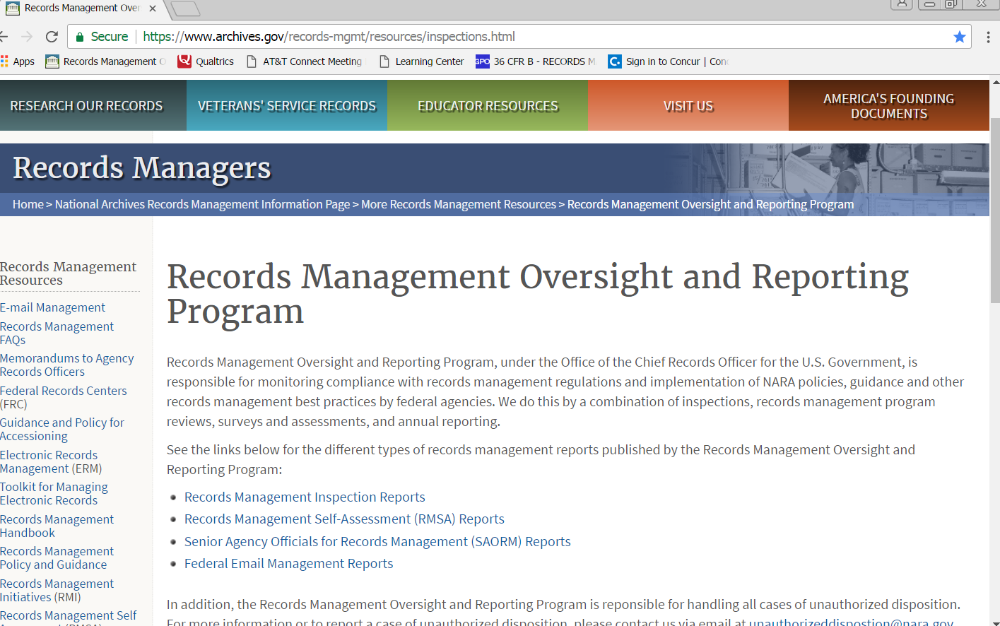 Records Management Over
Secure https://www.archives.gov/records-mgmt/resources/inspections.html
Apps Records Management O Qualtrics AT&T Connect Meeting Learning Center GPO 36 CFR B - RECORDS M Sign in to Concur | Conc
RESEARCH OUR RECORDS
VETERANS' SERVICE RECORDS
EDUCATOR RESOURCES
VISIT US
AMERICA'S FOUNDING
DOCUMENTS
Records Managers
Home > National Archives Records Management Information Page > More Records Management Resources > Records Management Oversight and Reporting Program
Records Management
Resources
E-mail Management
Records Management
FAQs
Memorandums to Agency
Records Officers
Federal Records Centers
(FRC)
Guidance and Policy for
Accessioning
Electronic Records
Management (ERM)
Toolkit for Managing
Electronic Records
Records Management
Handbook
Records Management
Policy and Guidance
Records Management
Initiatives (RMI)
Records Management Self
Records Management Oversight and Reporting
Program
Records Management Oversight and Reporting Program, under the Office of the Chief Records Officer for the U.S. Government, is
responsible for monitoring compliance with records management regulations and implementation of NARA policies, guidance and other
records management best practices by federal agencies. We do this by a combination of inspections, records management program
reviews, surveys and assessments, and annual reporting.
See the links below for the different types of records management reports published by the Records Management Oversight and
Reporting Program:
Records Management Inspection Reports
Records Management Self-Assessment (RMSA) Reports
Senior Agency Officials for Records Management (SAORM) Reports
Federal Email Management Reports
In addition, the Records Management Oversight and Reporting Program is reponsible for handling all cases of unauthorized disposition.
For more information or to report a case of unauthorized disposition, please contact us via email at unauthorizeddispostion@nara.gov